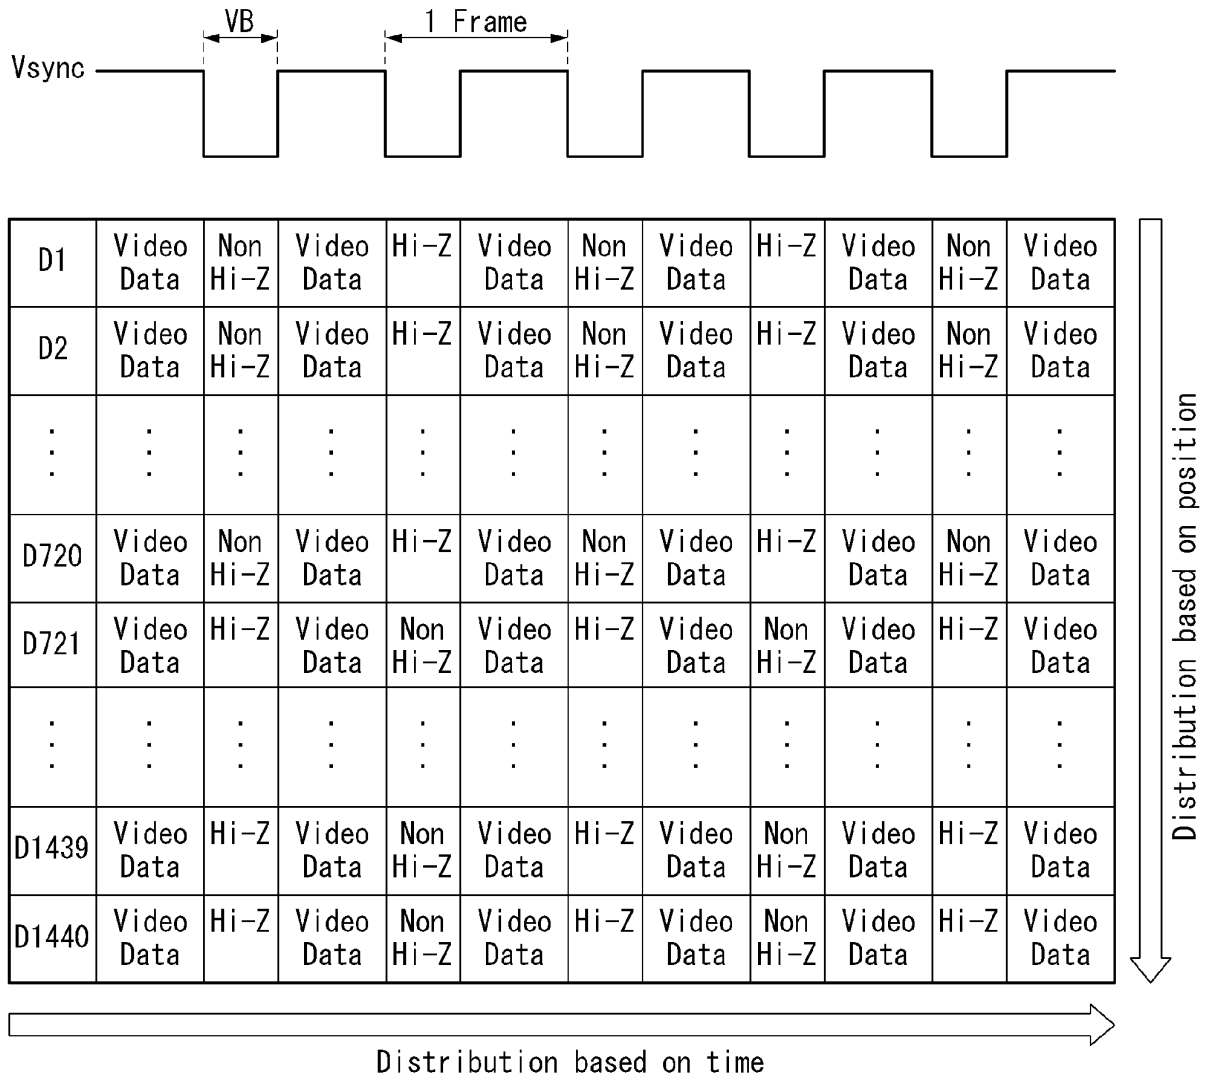 VB
1 Frame
Vsync
D1 Video Data Non Hi-Z Video Data Hi-Z Video Data Non Hi-Z Video Data Hi-Z Video Data Non Hi-Z Video Data
D2 Video Data Non Hi-Z Video Data Hi-Z Video Data Non Hi-Z Video Data Hi-Z Video Data Non Hi-Z Video Data
D720 Video Data Non Hi-Z Video Data Hi-Z Video Data Non Hi-Z Video Data Hi-Z Video Data Non Hi-Z Video Data
D721 Video Data Hi-Z Video Data Non Hi-Z Video Data Hi-Z Video Data Non Hi-Z Video Data Hi-Z Video Data
D1439 Video Data Hi-Z Video Data Non Hi-Z Video Data Hi-Z Video Data Non Hi-Z Video Data Hi-Z Video Data
D1440 Video Data Hi-Z Video Data Non Hi-Z Video Data Hi-Z Video Data Non Hi-Z Video Data Hi-Z Video Data
Distribution based on position
Distribution based on time